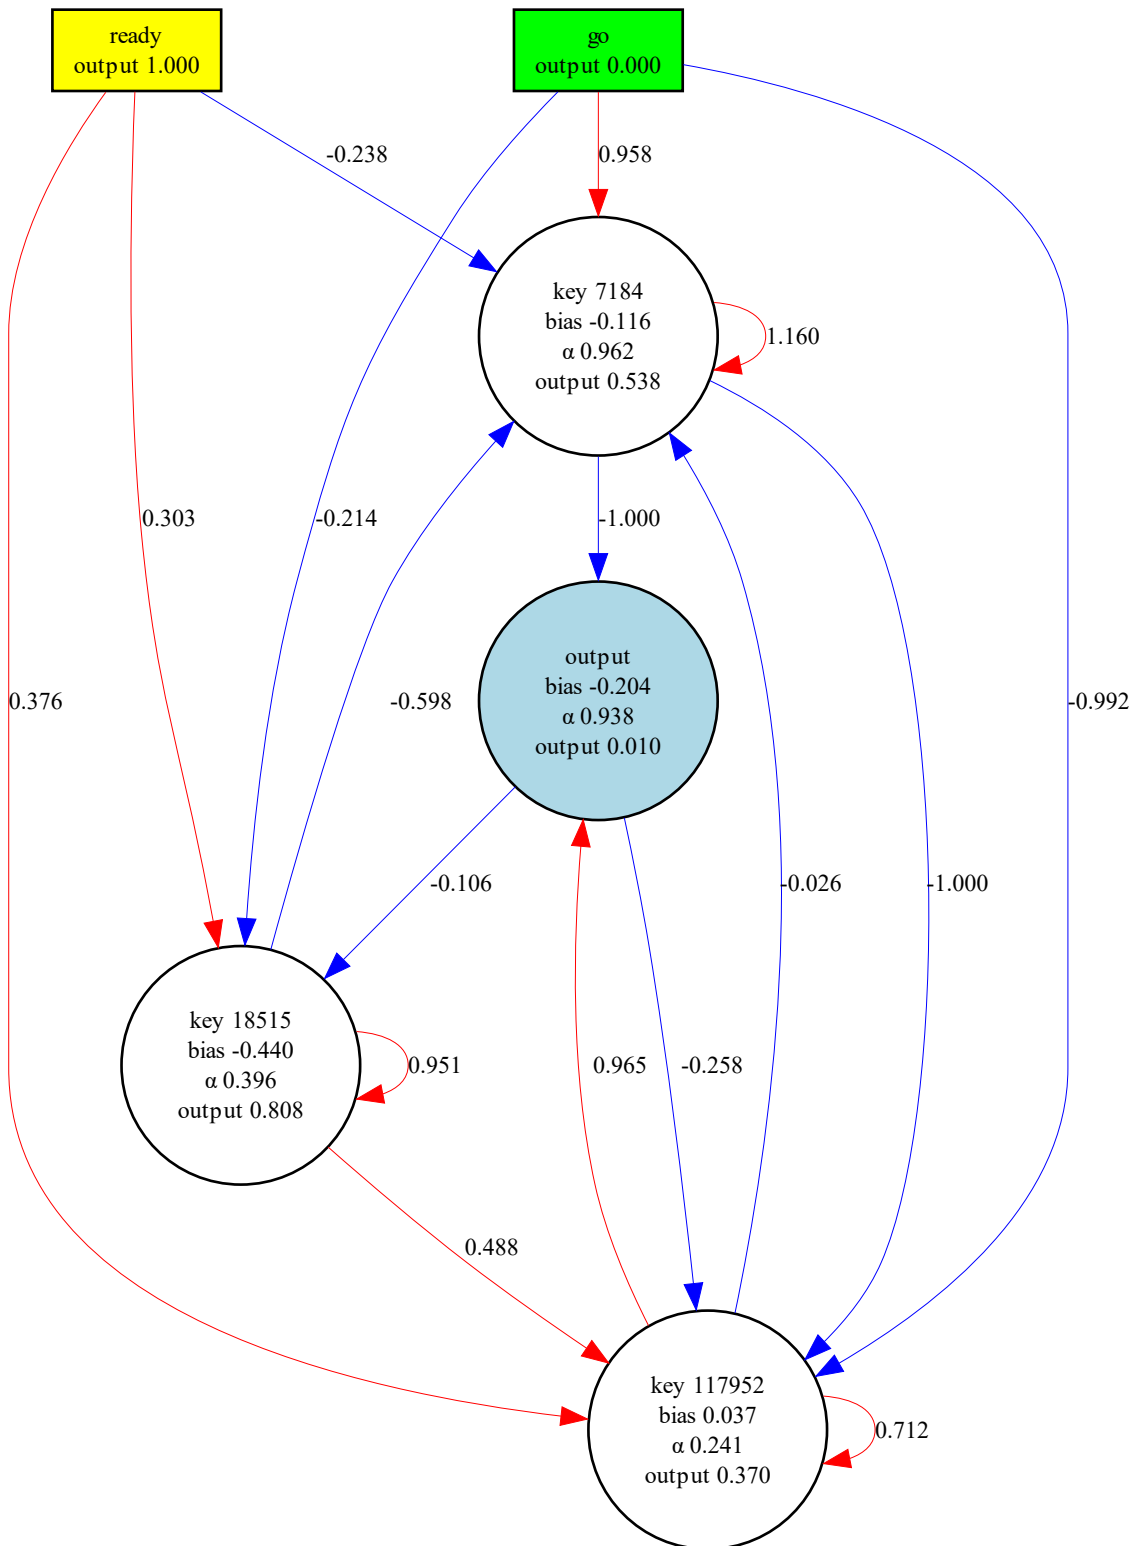 ready
output 1.000
go
output 0.000
-0.238
0.958
key 7184
bias -0.116
α 0.962
output 0.538
1.160
0.303
-0.214
-1.000
output
bias -0.204
α 0.938
output 0.010
0.376
-0.598
-0.992
-0.106
-0.026
-1.000
key 18515
bias -0.440
α 0.396
output 0.808
0.951
0.965
-0.258
0.488
key 117952
bias 0.037
α 0.241
output 0.370
0.712